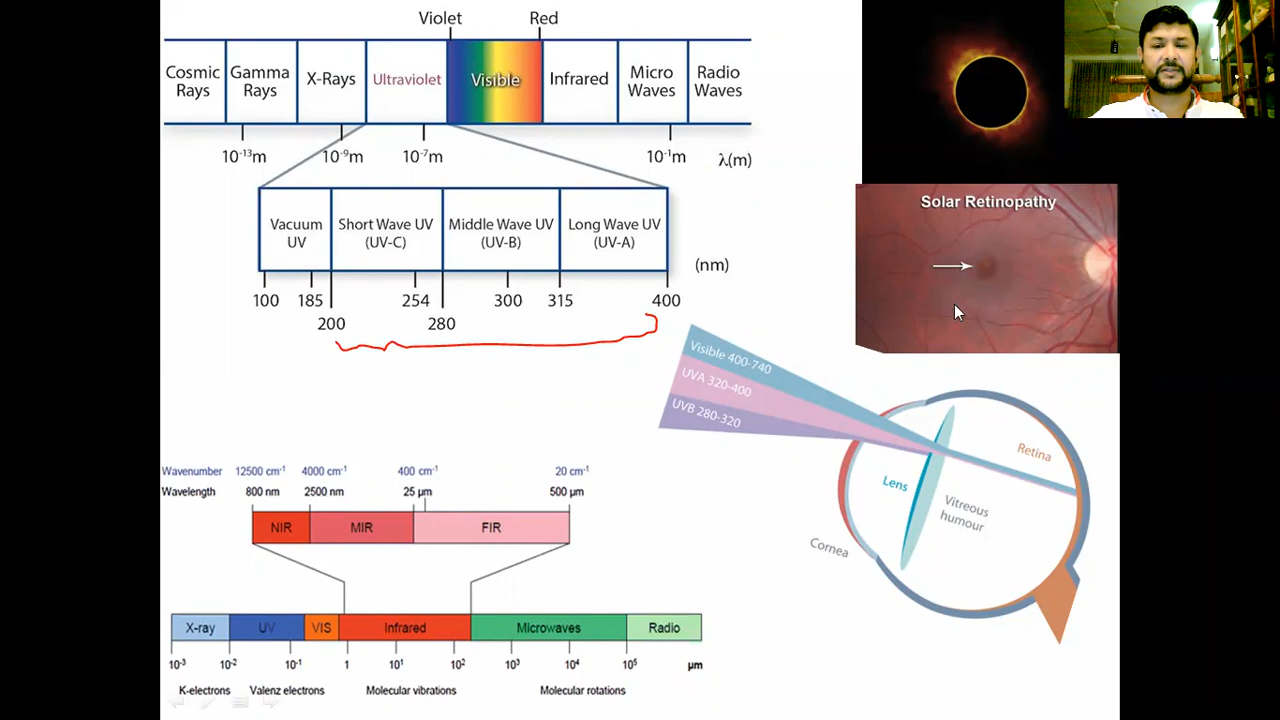 Violet Red
Cosmic Rays
Gamma Rays
X-Rays
Ultraviolet
Visible
Infrared
Micro Waves
Radio Waves
10-13m 10-9m 10-7m 10-1m λ(m)
Vacuum UV
Short Wave UV (UV-C)
Middle Wave UV (UV-B)
Long Wave UV (UV-A)
(nm)
100 185 254 300 315 400
200 280
Solar Retinopathy
Visible 400-740
UVA 320-400
UVB 280-320
Retina
Lens
Vitreous
humour
Cornea
Wavenumber 12500 cm-1 4000 cm-1 400 cm-1 20 cm-1
Wavelength 800 nm 2500 nm 25 µm 500 µm
NIR MIR FIR
X-ray UV VIS Infrared Microwaves Radio
10-3 10-2 10-1 1 101 102 103 104 105 µm
K-electrons Valenz electrons Molecular vibrations Molecular rotations